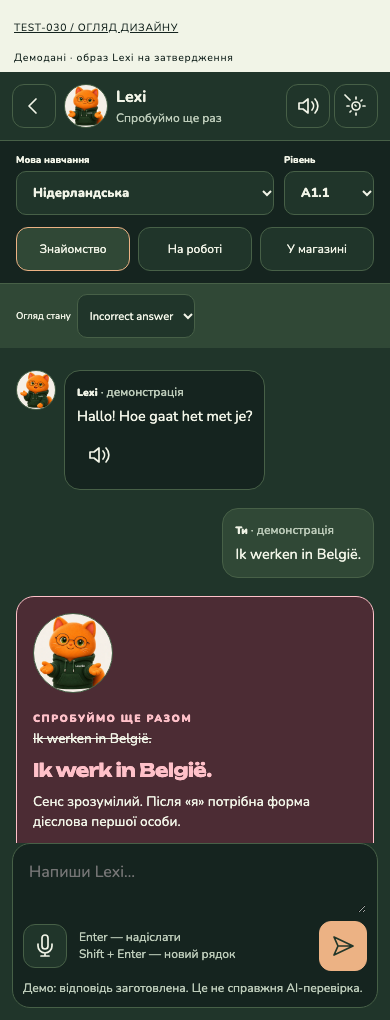 TEST-030 / ОГЛЯД ДИЗАЙНУ
Демодані · образ Lexi на затвердження
Lexi
Спробуймо ще раз
Мова навчання
Рівень
Нідерландська
A1.1
Знайомство
На роботі
У магазині
Огляд стану
Incorrect answer
Lexi · демонстрація
Hallo! Hoe gaat het met je?
Ти · демонстрація
Ik werken in België.
СПРОБУЙМО ЩЕ РАЗОМ
Ik werken in België.
Ik werk in België.
Сенс зрозумілий. Після «я» потрібна форма
дієслова першої особи.
Напиши Lexi...
Enter — надіслати
Shift + Enter — новий рядок
Демо: відповідь заготовлена. Це не справжня AI-перевірка.